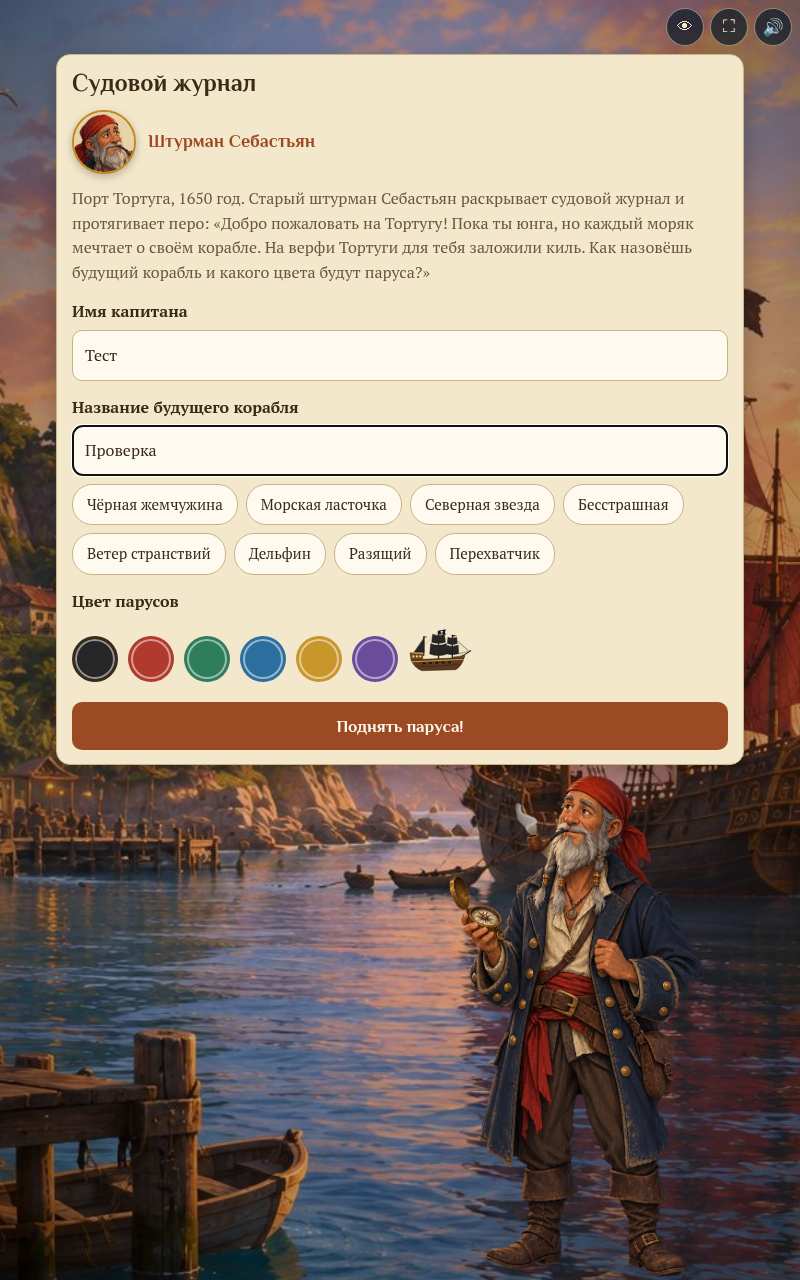 Судовой журнал
Штурман Себастьян
Порт Тортуга, 1650 год. Старый штурман Себастьян раскрывает судовой журнал и
протягивает перо: «Добро пожаловать на Тортугу! Пока ты юнга, но каждый моряк
мечтает о своём корабле. На верфи Тортуги для тебя заложили киль. Как назовёшь
будущий корабль и какого цвета будут паруса?»
Имя капитана
Тест
Название будущего корабля
Проверка
Чёрная жемчужина Морская ласточка Северная звезда Бесстрашная
Ветер странствий Дельфин Разящий Перехватчик
Цвет парусов
Поднять паруса!